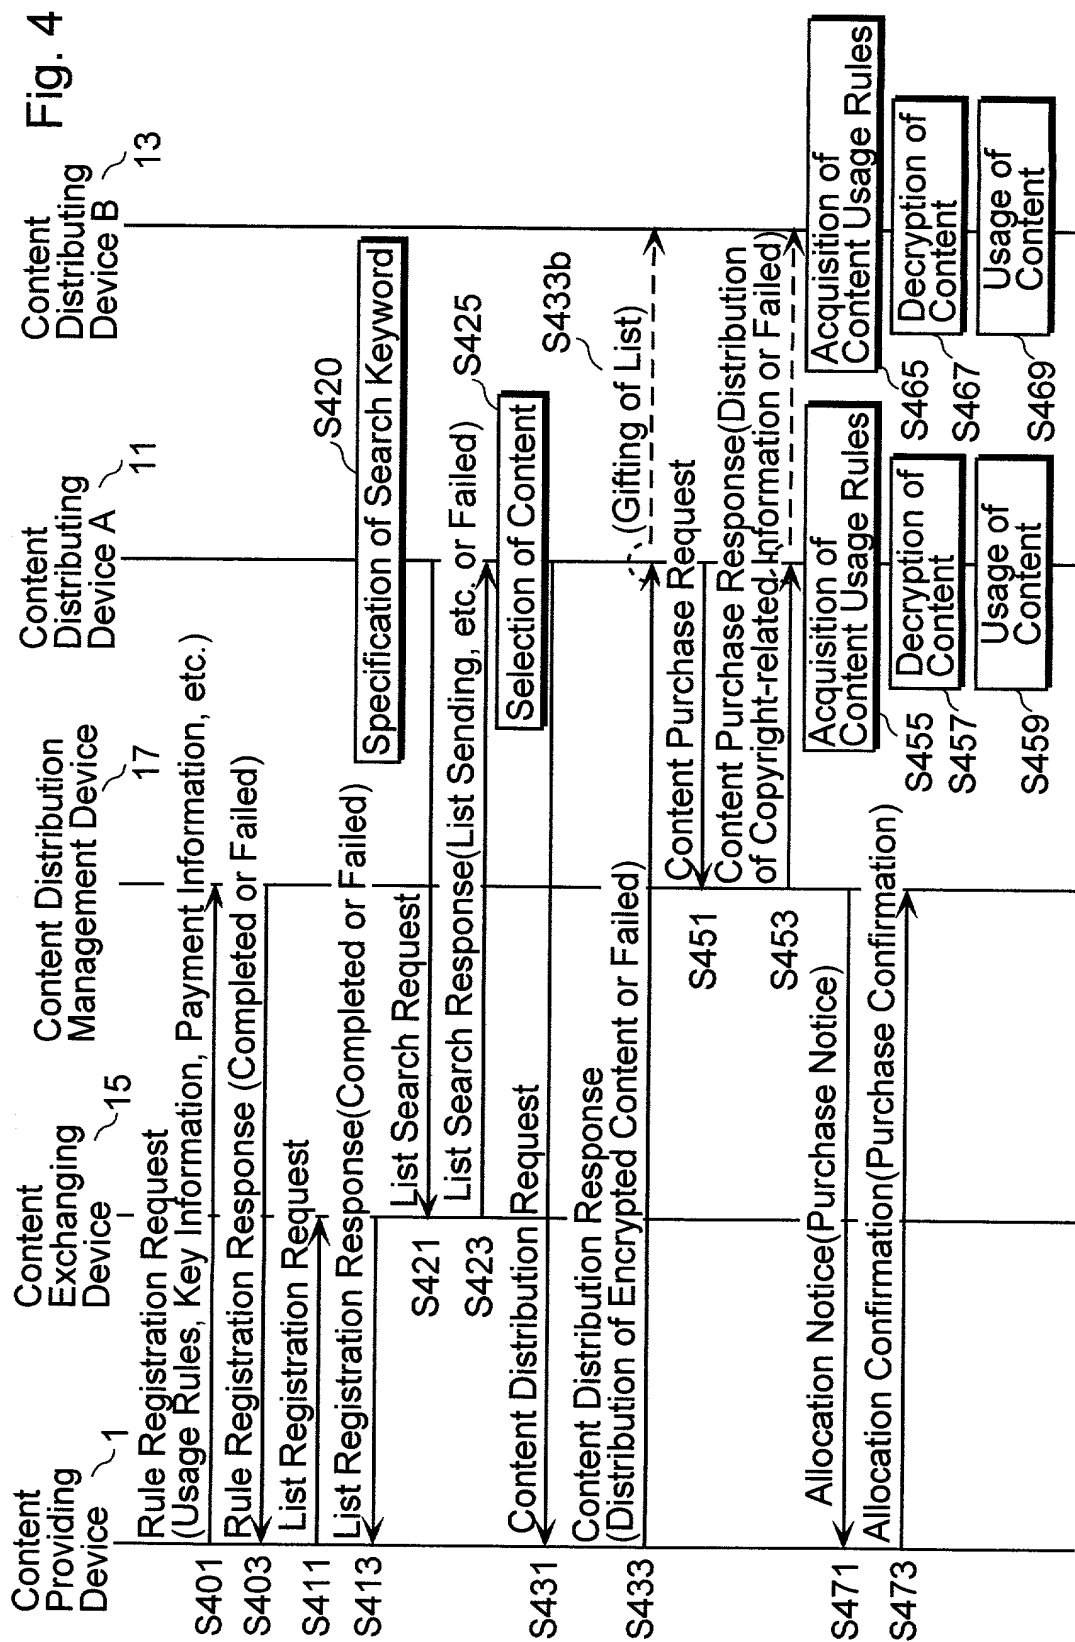 Fig. 4
Content
Providing
Device
1
Content
Exchanging
Device
15
Content Distribution
Management Device
17
Content
Distributing
Device A
11
Content
Distributing
Device B
13
S401
Rule Registration Request
(Usage Rules, Key Information, Payment Information, etc.)
S403
Rule Registration Response (Completed or Failed)
S411
List Registration Request
S413
List Registration Response(Completed or Failed)
S420
Specification of Search Keyword
S421
List Search Request
S423
List Search Response(List Sending, etc. or Failed)
S425
Selection of Content
S431
Content Distribution Request
S433
Content Distribution Response
(Distribution of Encrypted Content or Failed)
(Gifting of List)
S433b
S451
Content Purchase Request
S453
Content Purchase Response(Distribution
of Copyright-related Information or Failed)
S455
Acquisition of
Content Usage Rules
S465
Acquisition of
Content Usage Rules
S471
Allocation Notice(Purchase Notice)
S457
Decryption of
Content
S467
Decryption of
Content
S473
Allocation Confirmation(Purchase Confirmation)
S459
Usage of
Content
S469
Usage of
Content